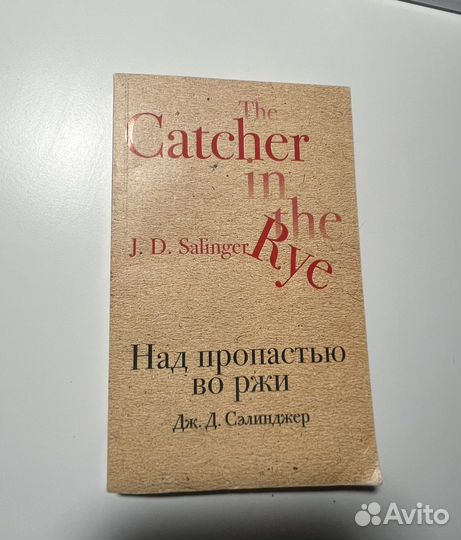 The
Catcher
in
the
J. D. Salinger Rye
Над пропастью
во ржи
Дж. Д. Сэлинджер
Avito